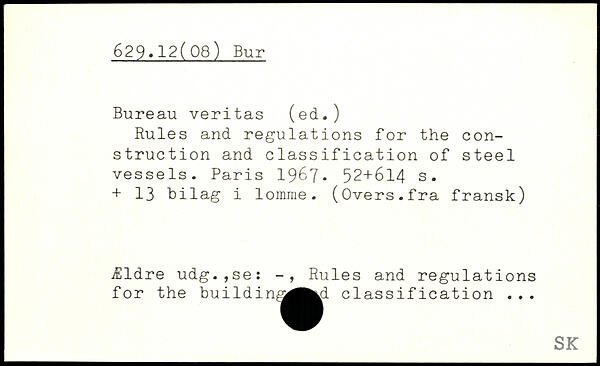 629.12(08) Bur
Bureau veritas (ed.)
Rules and regulations for the con-
struction and classification of steel
vessels. Paris 1967. 52+614 s.
+ 13 bilag i lomme. (Overs.fra fransk)
Ældre udg.,se: -, Rules and regulations
for the building d classification ...
SK